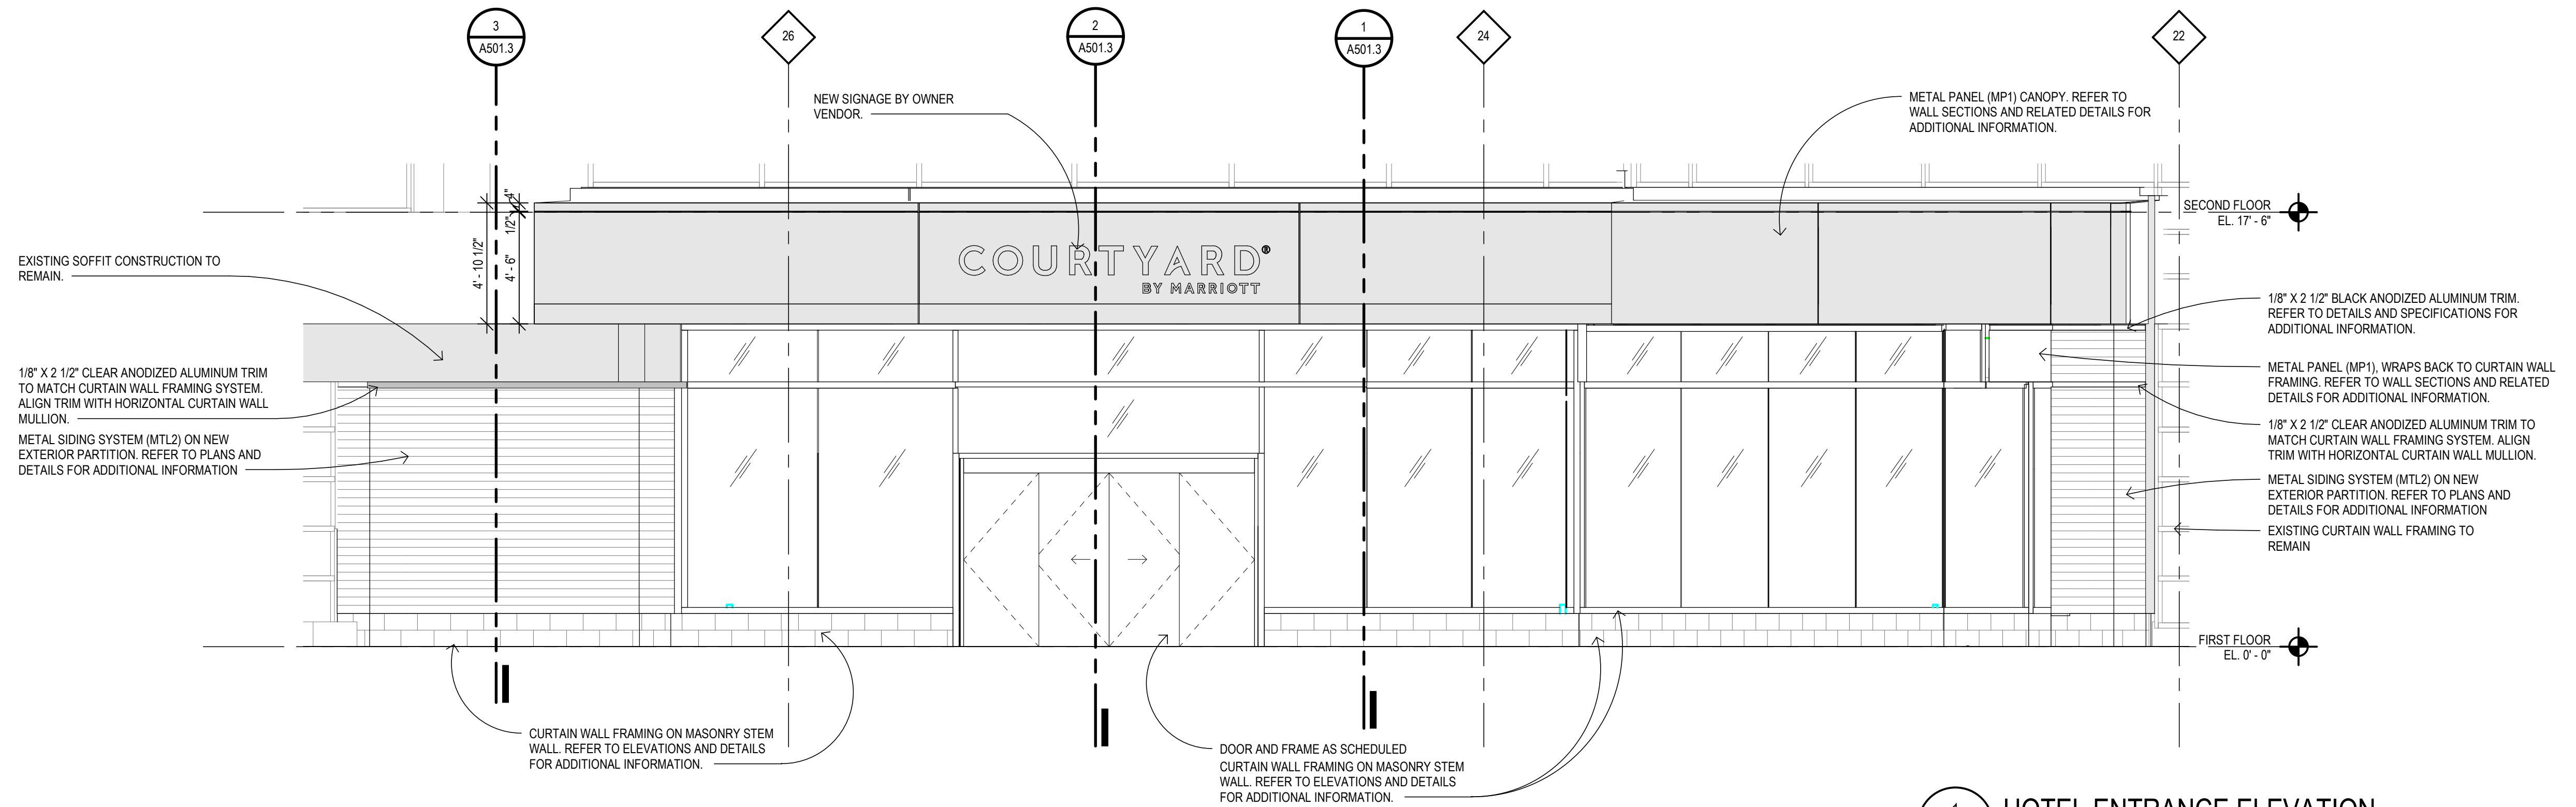 3
A501.3
26
2
A501.3
1
A501.3
24
22
NEW SIGNAGE BY OWNER
VENDOR.
METAL PANEL (MP1) CANOPY. REFER TO
WALL SECTIONS AND RELATED DETAILS FOR
ADDITIONAL INFORMATION.
SECOND FLOOR
EL. 17' - 6"
4' - 10 1/2"
4' - 6"
1/2"
4"
COURTYARD®
BY MARRIOTT
EXISTING SOFFIT CONSTRUCTION TO
REMAIN.
1/8" X 2 1/2" CLEAR ANODIZED ALUMINUM TRIM
TO MATCH CURTAIN WALL FRAMING SYSTEM.
ALIGN TRIM WITH HORIZONTAL CURTAIN WALL
MULLION.
METAL SIDING SYSTEM (MTL2) ON NEW
EXTERIOR PARTITION. REFER TO PLANS AND
DETAILS FOR ADDITIONAL INFORMATION
1/8" X 2 1/2" BLACK ANODIZED ALUMINUM TRIM.
REFER TO DETAILS AND SPECIFICATIONS FOR
ADDITIONAL INFORMATION.
METAL PANEL (MP1), WRAPS BACK TO CURTAIN WALL
FRAMING. REFER TO WALL SECTIONS AND RELATED
DETAILS FOR ADDITIONAL INFORMATION.
1/8" X 2 1/2" CLEAR ANODIZED ALUMINUM TRIM TO
MATCH CURTAIN WALL FRAMING SYSTEM. ALIGN
TRIM WITH HORIZONTAL CURTAIN WALL MULLION.
METAL SIDING SYSTEM (MTL2) ON NEW
EXTERIOR PARTITION. REFER TO PLANS AND
DETAILS FOR ADDITIONAL INFORMATION
EXISTING CURTAIN WALL FRAMING TO
REMAIN
FIRST FLOOR
EL. 0' - 0"
CURTAIN WALL FRAMING ON MASONRY STEM
WALL. REFER TO ELEVATIONS AND DETAILS
FOR ADDITIONAL INFORMATION.
DOOR AND FRAME AS SCHEDULED
CURTAIN WALL FRAMING ON MASONRY STEM
WALL. REFER TO ELEVATIONS AND DETAILS
FOR ADDITIONAL INFORMATION.
HOTEL ENTRANCE ELEVATION